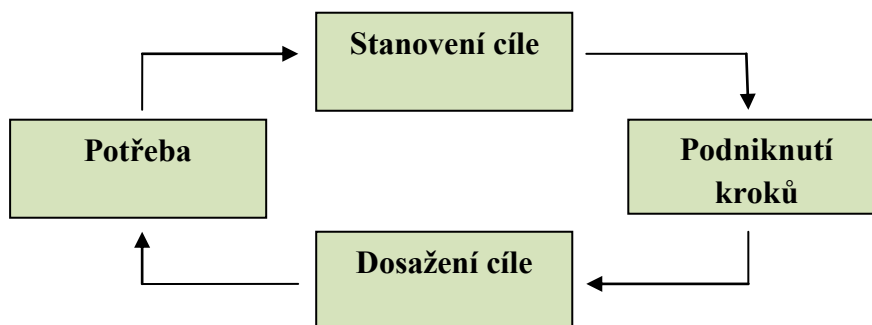 Stanovení cíle
Potřeba
Podniknutí
kroků
Dosažení cíle